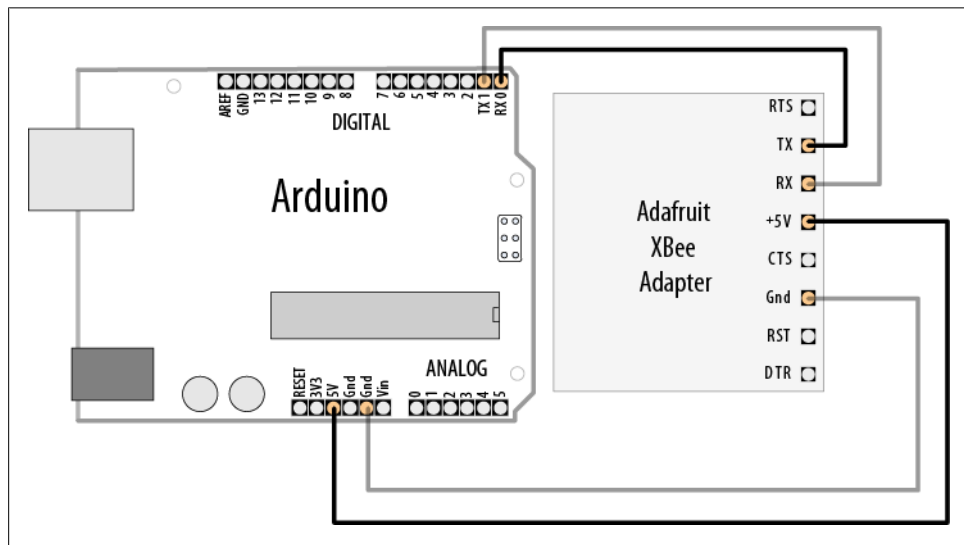 AREF
GND
13
12
11
10
9
8
7
6
5
4
3
2
TX 1
RX 0
DIGITAL
Arduino
RTS
TX
RX
+5V
CTS
Gnd
RST
DTR
Adafruit
XBee
Adapter
ANALOG
RESET
3V3
5V
Gnd
Gnd
Vin
0
1
2
3
4
5